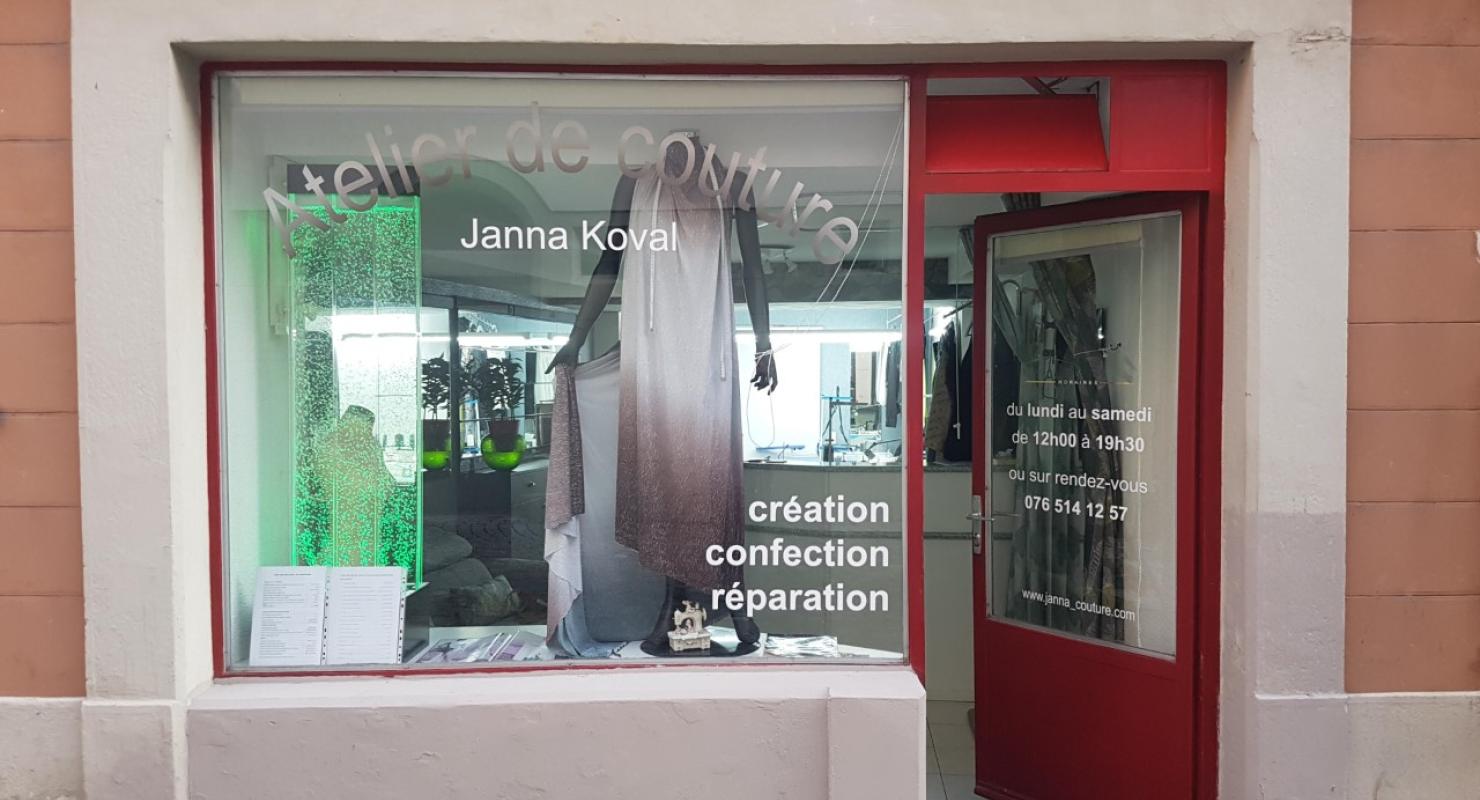 Atelier de couture
Janna Koval
création
confection
réparation
HORAIRES
du lundi au samedi
de 12h00 à 19h30
ou sur rendez-vous
076 514 12 57
www.janna_couture.com